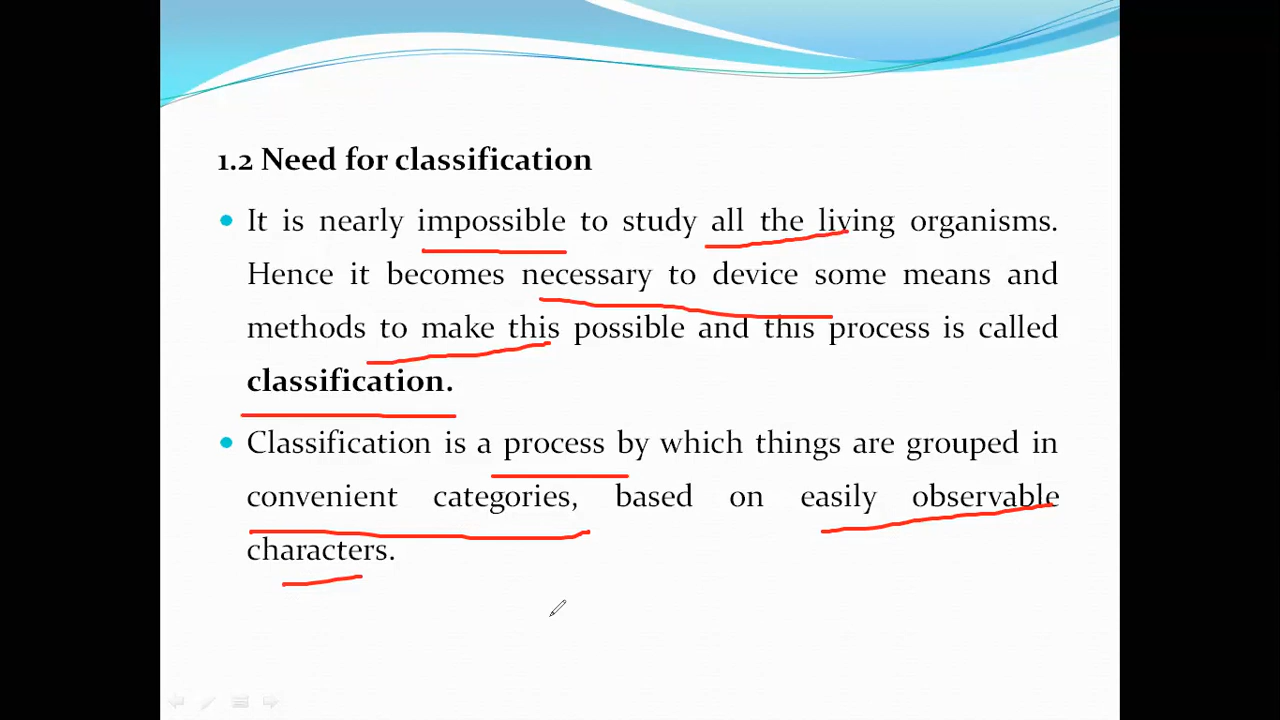 1.2 Need for classification
• It is nearly impossible to study all the living organisms.
Hence it becomes necessary to device some means and
methods to make this possible and this process is called
classification.
• Classification is a process by which things are grouped in
convenient categories, based on easily observable
characters.